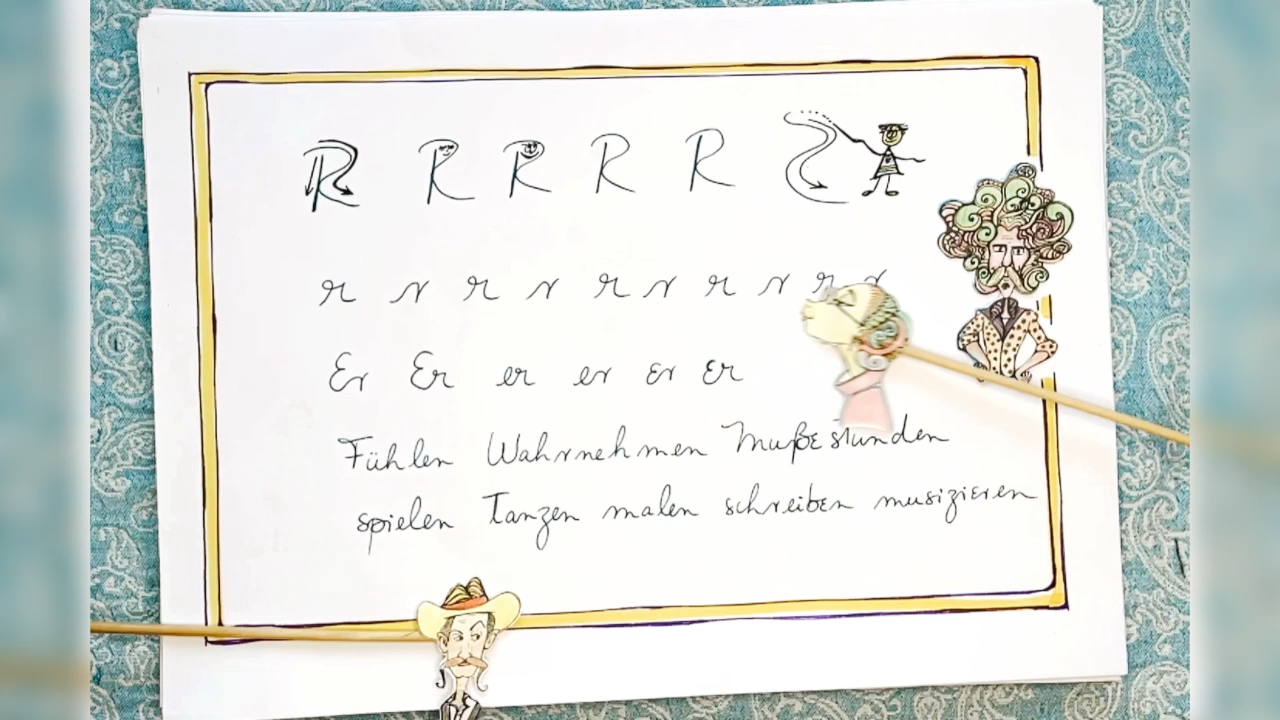 R R R R R
r r r r r r r r r r
Er Er er er er er
Fühlen Wahrnehmen Mußestunden
spielen Tanzen malen schreiben musizieren